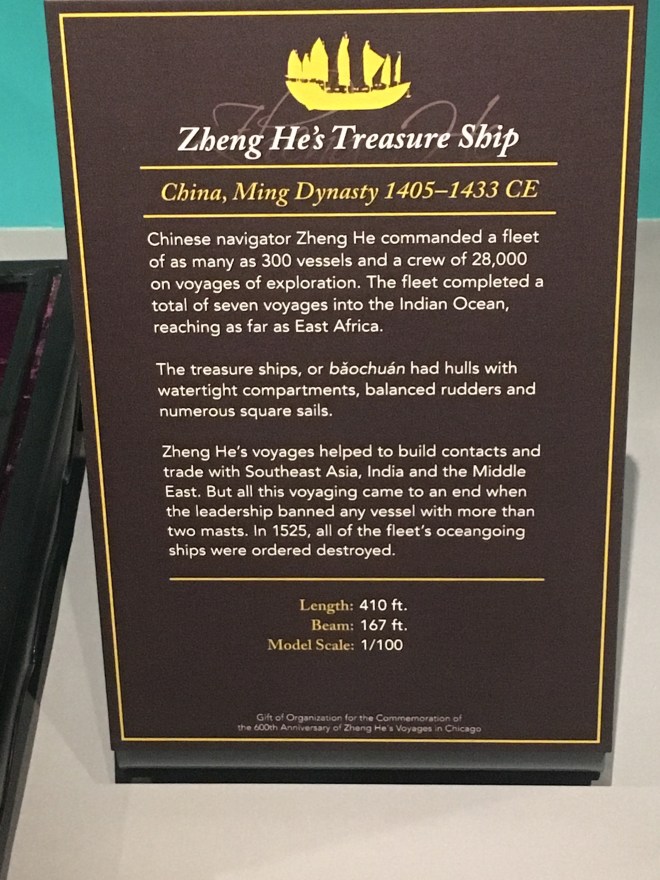 Zheng He's Treasure Ship
China, Ming Dynasty 1405–1433 CE
Chinese navigator Zheng He commanded a fleet
of as many as 300 vessels and a crew of 28,000
on voyages of exploration. The fleet completed a
total of seven voyages into the Indian Ocean,
reaching as far as East Africa.
The treasure ships, or bǎochuán had hulls with
watertight compartments, balanced rudders and
numerous square sails.
Zheng He's voyages helped to build contacts and
trade with Southeast Asia, India and the Middle
East. But all this voyaging came to an end when
the leadership banned any vessel with more than
two masts. In 1525, all of the fleet's oceangoing
ships were ordered destroyed.
Length: 410 ft.
Beam: 167 ft.
Model Scale: 1/100
Gift of Organization for the Commemoration of
the 600th Anniversary of Zheng He's Voyages in Chicago